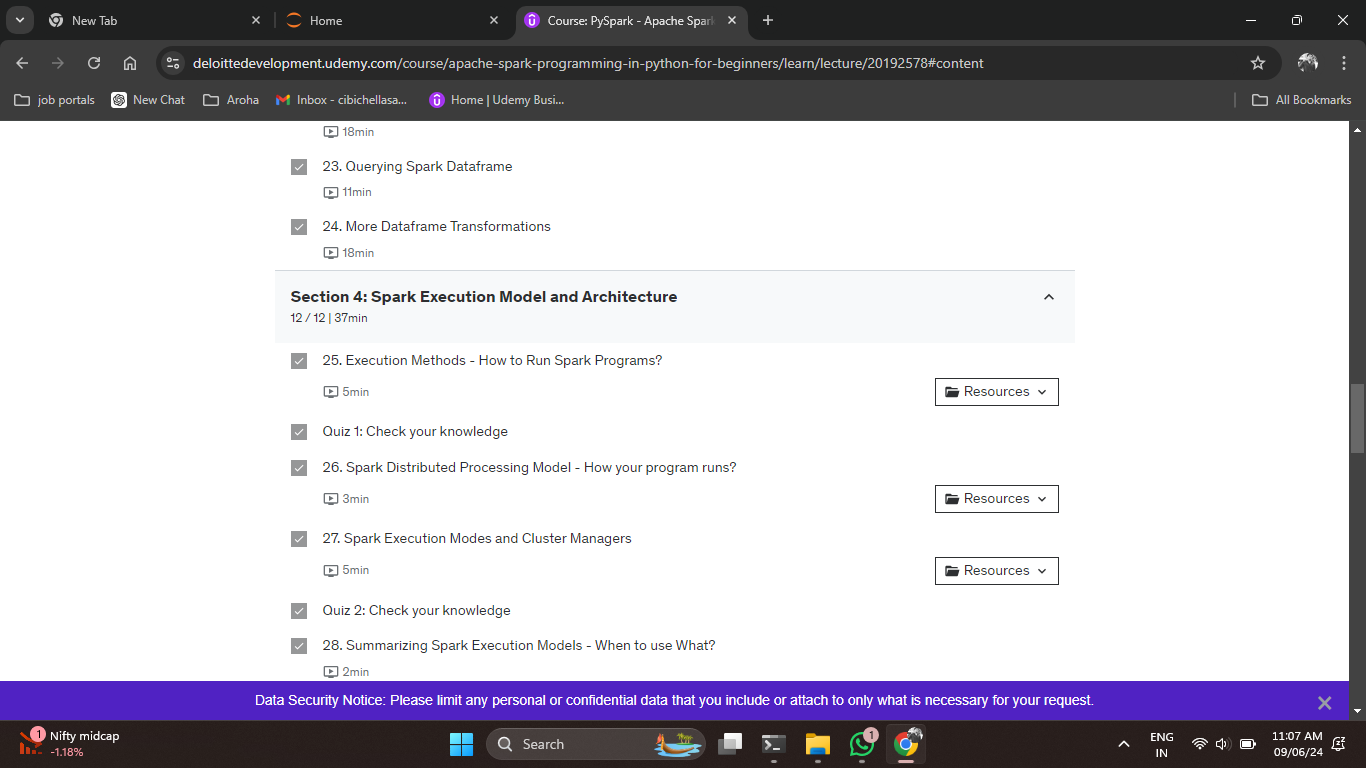 New Tab
Home
Course: PySpark - Apache Spark
deloittedevelopment.udemy.com/course/apache-spark-programming-in-python-for-beginners/learn/lecture/20192578#content
job portals
New Chat
Aroha
Inbox - cibichellasa...
Home | Udemy Busi...
All Bookmarks
18min
23. Querying Spark Dataframe
11min
24. More Dataframe Transformations
18min
Section 4: Spark Execution Model and Architecture
12 / 12 | 37min
25. Execution Methods - How to Run Spark Programs?
5min
Resources
Quiz 1: Check your knowledge
26. Spark Distributed Processing Model - How your program runs?
3min
Resources
27. Spark Execution Modes and Cluster Managers
5min
Resources
Quiz 2: Check your knowledge
28. Summarizing Spark Execution Models - When to use What?
2min
Data Security Notice: Please limit any personal or confidential data that you include or attach to only what is necessary for your request.
1
Nifty midcap
-1.18%
Search
1
ENG
IN
11:07 AM
09/06/24